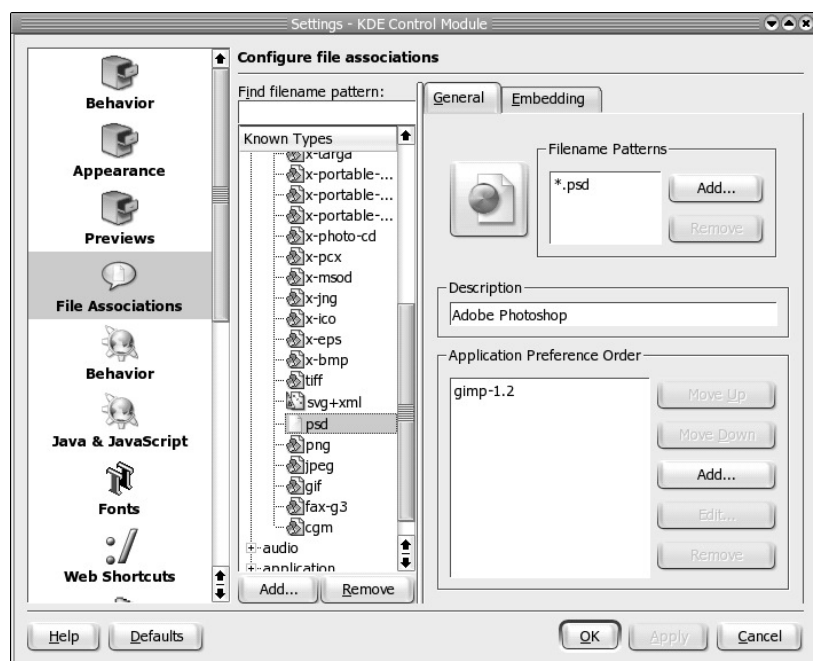 Settings - KDE Control Module
Behavior
Appearance
Previews
File Associations
Behavior
Java & JavaScript
Fonts
Web Shortcuts
Configure file associations
Find filename pattern:
Known Types
x-targa
x-portable-...
x-portable-...
x-portable-...
x-photo-cd
x-pcx
x-msod
x-jng
x-ico
x-eps
x-bmp
tiff
svg+xml
psd
png
jpeg
gif
fax-g3
cgm
audio
application
Add...
Remove
General
Embedding
Filename Patterns
*.psd
Add...
Remove
Description
Adobe Photoshop
Application Preference Order
gimp-1.2
Move Up
Move Down
Add...
Edit...
Remove
Help
Defaults
OK
Apply
Cancel